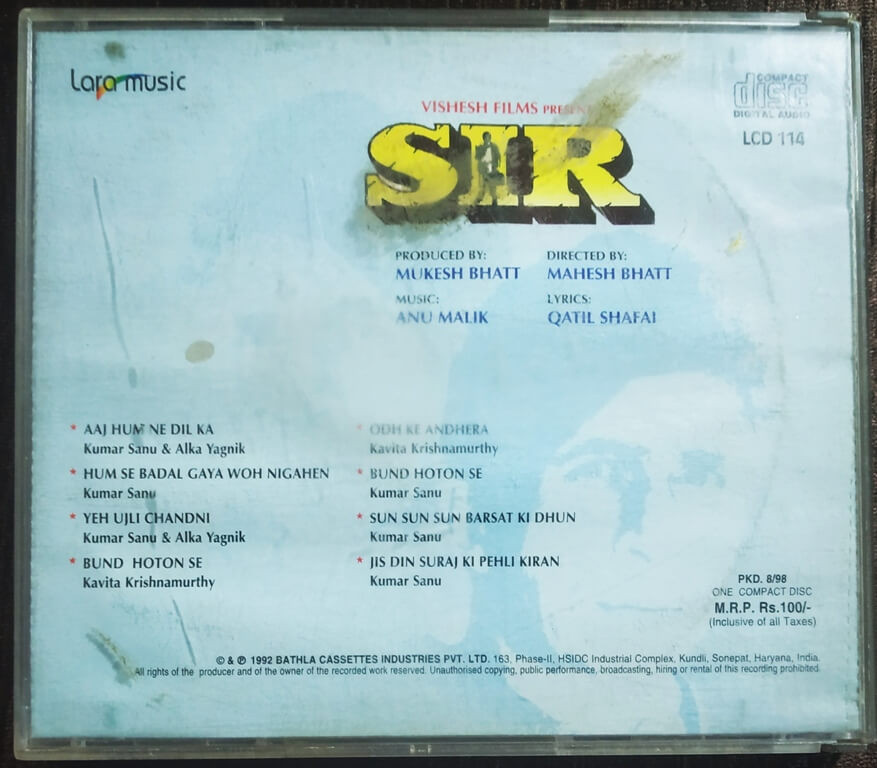 Lara music
COMPACT
disc
DIGITAL AUDIO
LCD 114
VISHESH FILMS PRESENT
SIR
PRODUCED BY:
MUKESH BHATT
DIRECTED BY:
MAHESH BHATT
MUSIC:
ANU MALIK
LYRICS:
QATIL SHAFAI
* AAJ HUM NE DIL KA
Kumar Sanu & Alka Yagnik
* HUM SE BADAL GAYA WOH NIGAHEN
Kumar Sanu
* YEH UJLI CHANDNI
Kumar Sanu & Alka Yagnik
* BUND HOTON SE
Kavita Krishnamurthy
* ODH KE ANDHERA
Kavita Krishnamurthy
* BUND HOTON SE
Kumar Sanu
* SUN SUN SUN BARSAT KI DHUN
Kumar Sanu
* JIS DIN SURAJ KI PEHLI KIRAN
Kumar Sanu
PKD. 8/98
ONE COMPACT DISC
M.R.P. Rs.100/-
(Inclusive of all Taxes)
© & ℗ 1992 BATHLA CASSETTES INDUSTRIES PVT. LTD. 163, Phase-II, HSIDC Industrial Complex, Kundli, Sonepat, Haryana, India.
All rights of the producer and of the owner of the recorded work reserved. Unauthorised copying, public performance, broadcasting, hiring or rental of this recording prohibited.